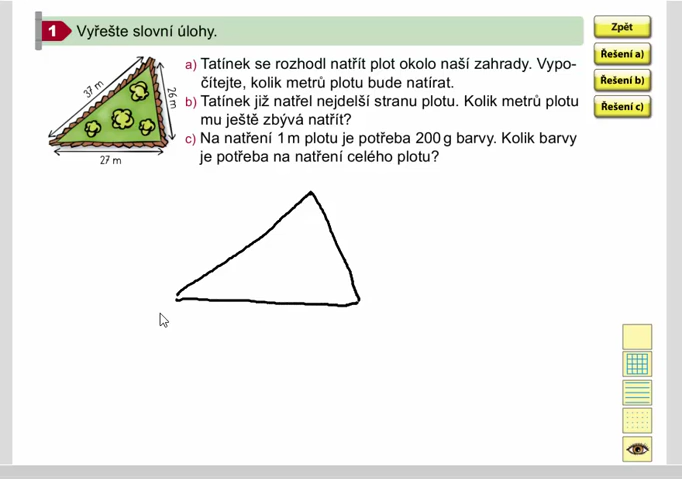 1 Vyřešte slovní úlohy.
Zpět
Řešení a)
Řešení b)
Řešení c)
37 m
26 m
27 m
a) Tatínek se rozhodl natřít plot okolo naší zahrady. Vypo-
čítejte, kolik metrů plotu bude natírat.
b) Tatínek již natřel nejdelší stranu plotu. Kolik metrů plotu
mu ještě zbývá natřít?
c) Na natření 1 m plotu je potřeba 200 g barvy. Kolik barvy
je potřeba na natření celého plotu?